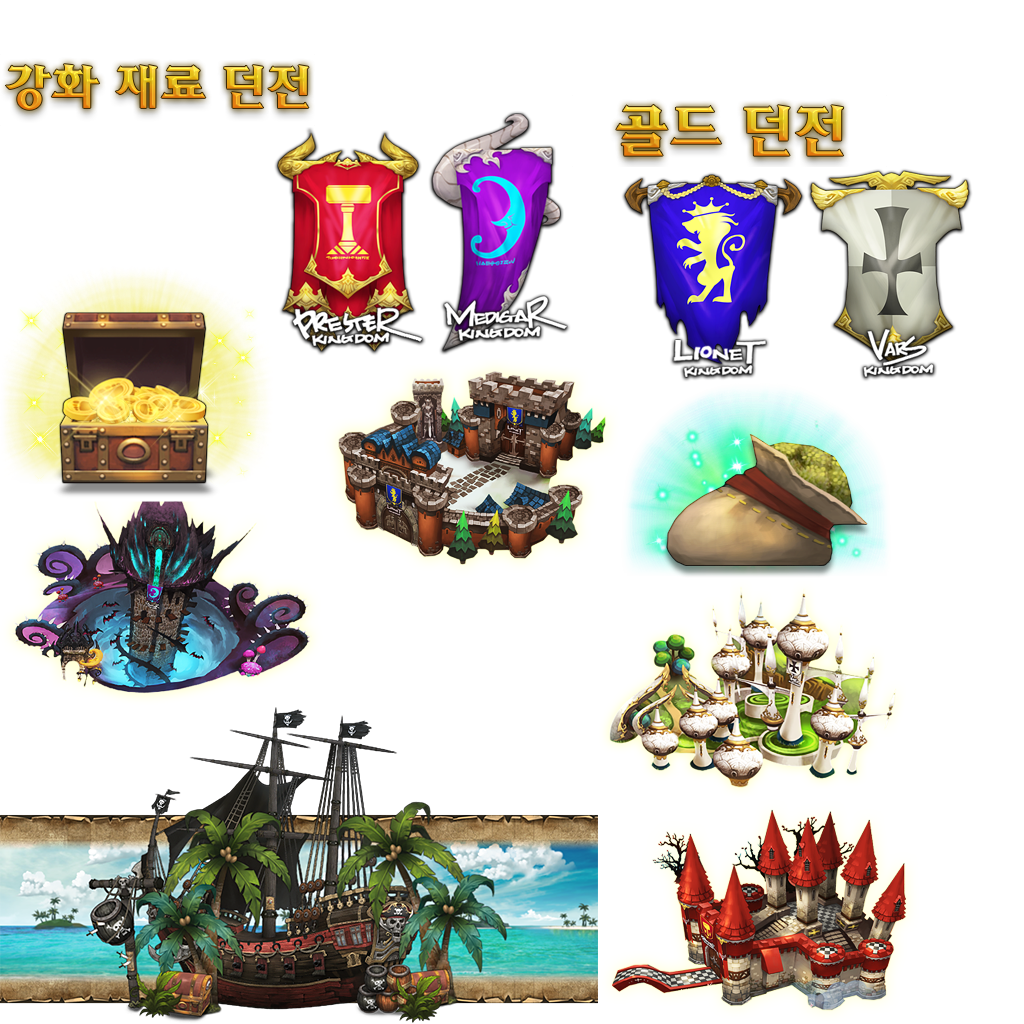 강화 재료 던전
골드 던전
PRESTER
KINGDOM
MEDIGAR
KINGDOM
LIONET
KINGDOM
VARS
KINGDOM